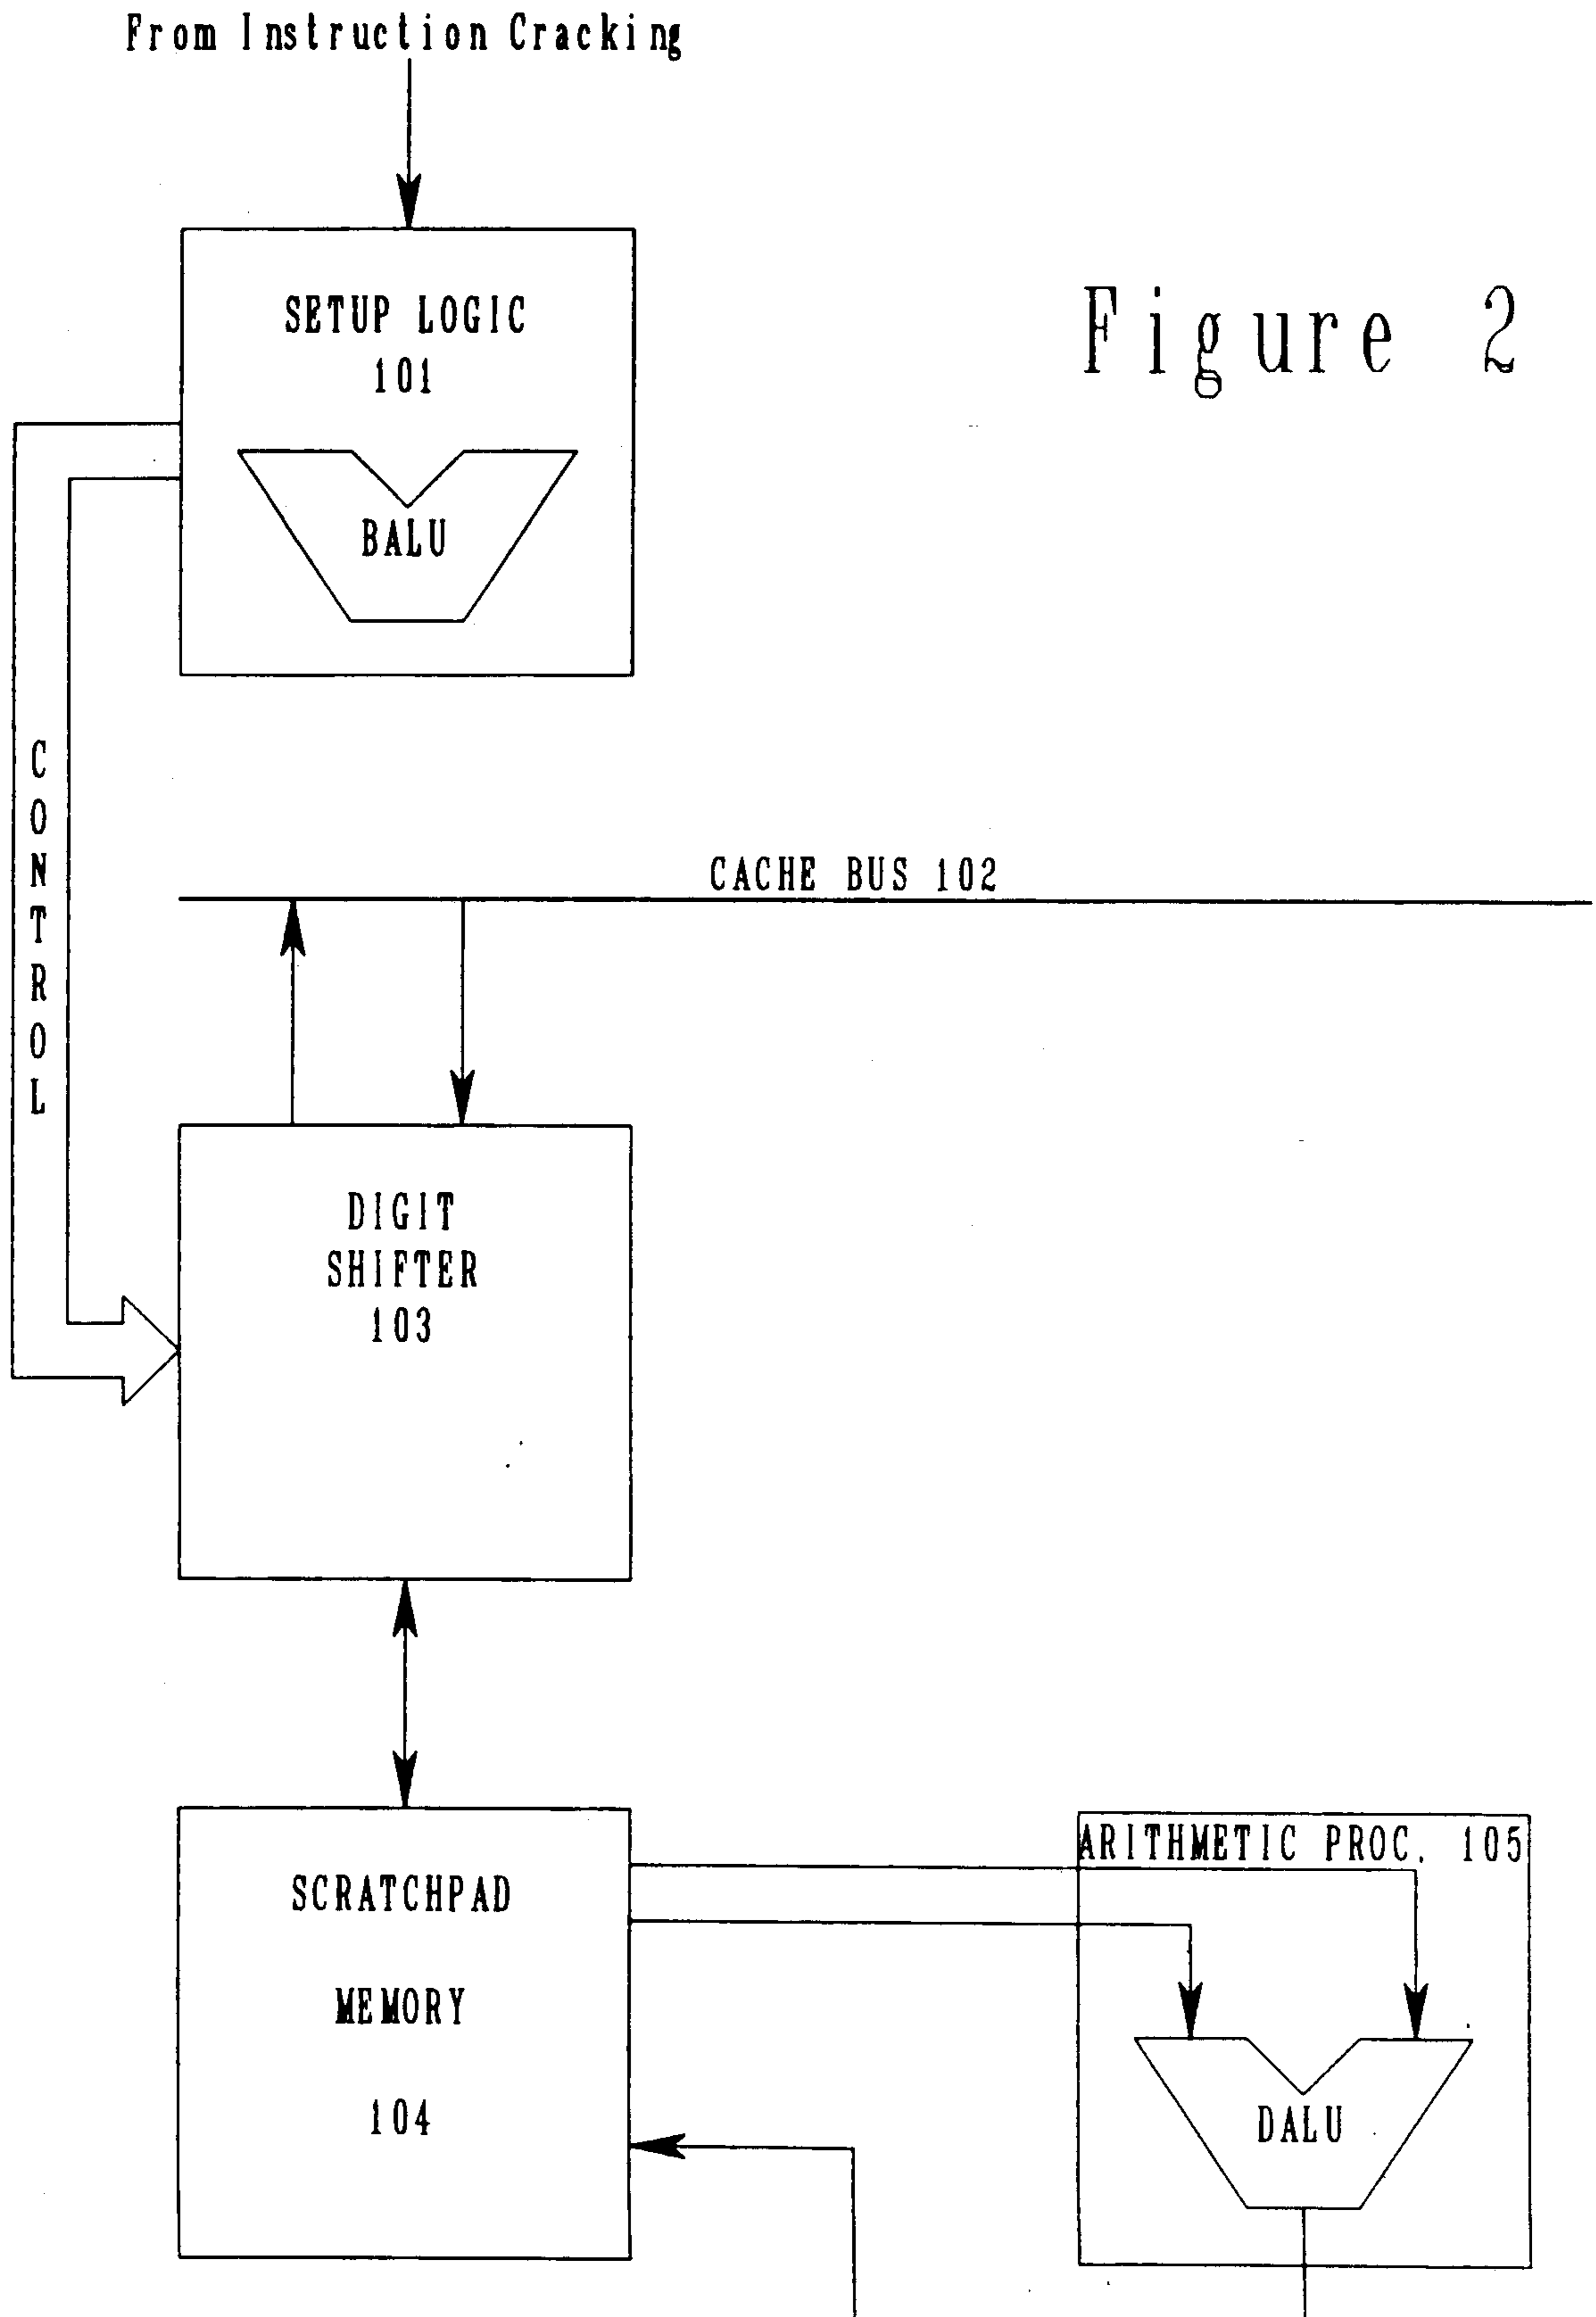 From Instruction Cracking
SETUP LOGIC
101
Figure 2
BALU
CONTROL
CACHE BUS 102
DIGIT
SHIFTER
103
ARITHMETIC PROC. 105
SCRATCHPAD
MEMORY
104
DALU